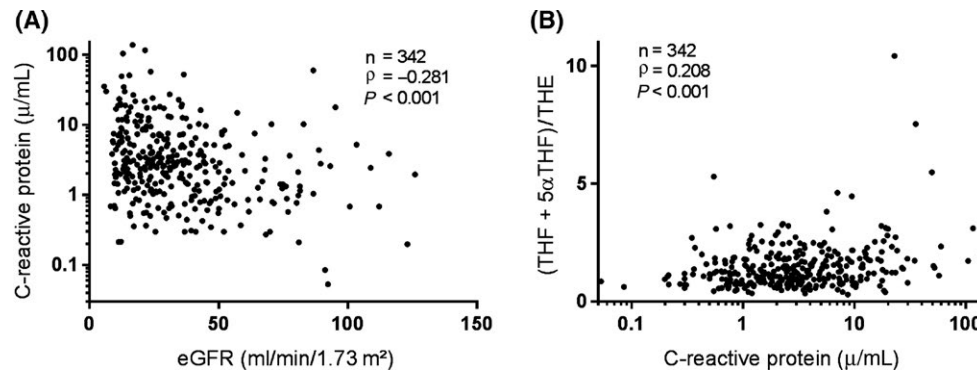 (A)
n = 342
ρ = –0.281
P < 0.001
C-reactive protein (μ/mL)
100
10
1
0.1
0
50
100
150
eGFR (ml/min/1.73 m²)
(B)
n = 342
ρ = 0.208
P < 0.001
(THF + 5αTHF)/THE
10
5
0
0.1
1
10
100
C-reactive protein (μ/mL)